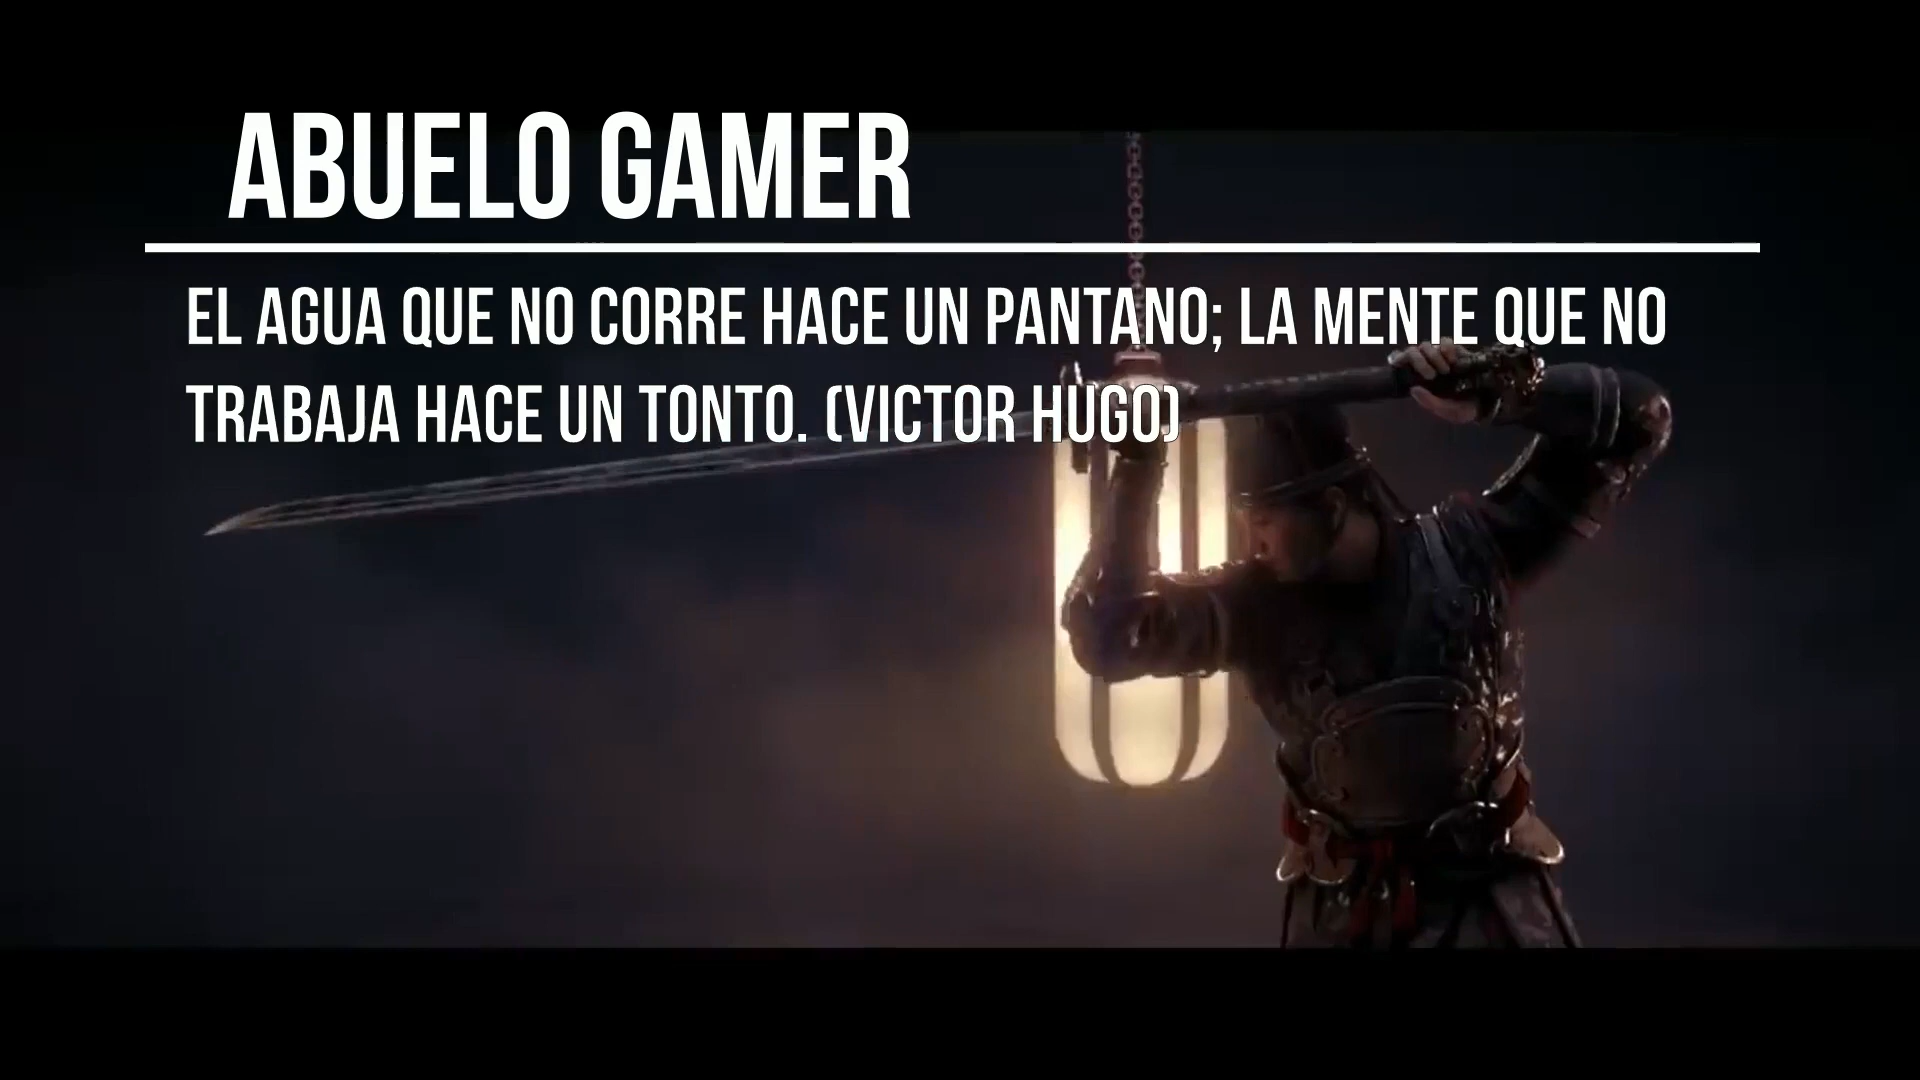 ABUELO GAMER
EL AGUA QUE NO CORRE HACE UN PANTANO; LA MENTE QUE NO
TRABAJA HACE UN TONTO. (VICTOR HUGO)